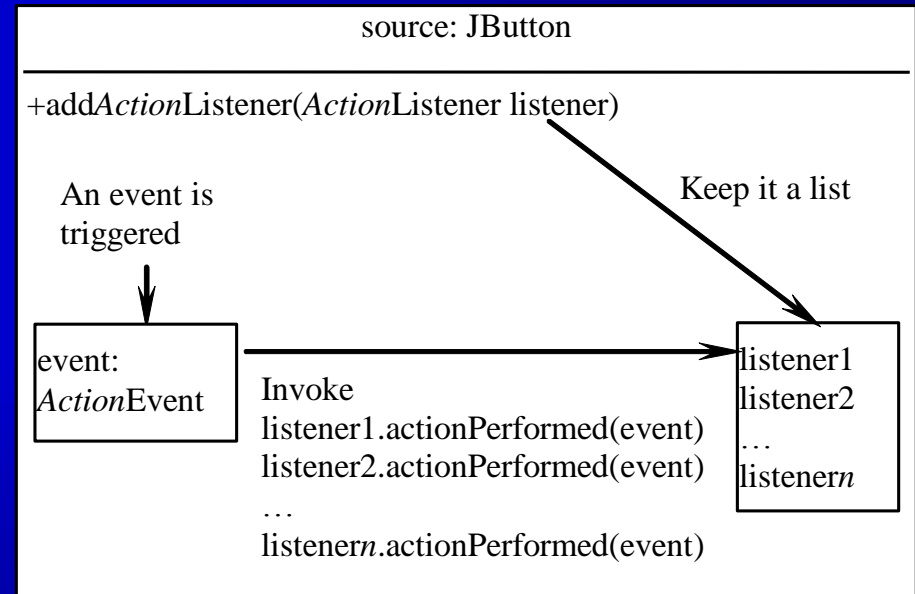 source: JButton
+addActionListener(ActionListener listener)
An event is
triggered
Keep it a list
event:
ActionEvent
Invoke
listener1.actionPerformed(event)
listener2.actionPerformed(event)
…
listenern.actionPerformed(event)
listener1
listener2
…
listenern